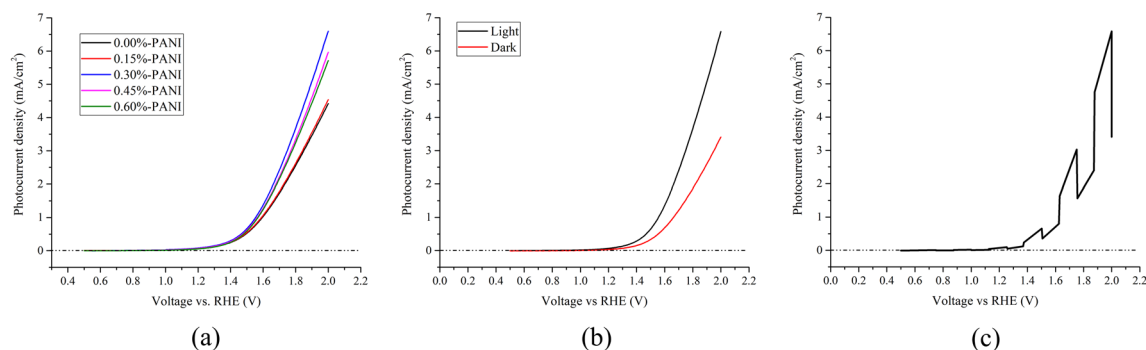 7
6
5
4
3
2
1
0
Photocurrent density (mA/cm²)
0.00%-PANI
0.15%-PANI
0.30%-PANI
0.45%-PANI
0.60%-PANI
0.4 0.6 0.8 1.0 1.2 1.4 1.6 1.8 2.0 2.2
Voltage vs. RHE (V)
(a)
7
6
5
4
3
2
1
0
Photocurrent density (mA/cm²)
Light
Dark
0.0 0.2 0.4 0.6 0.8 1.0 1.2 1.4 1.6 1.8 2.0 2.2
Voltage vs RHE (V)
(b)
7
6
5
4
3
2
1
0
Photocurrent density (mA/cm²)
0.0 0.2 0.4 0.6 0.8 1.0 1.2 1.4 1.6 1.8 2.0 2.2
Voltage vs RHE (V)
(c)